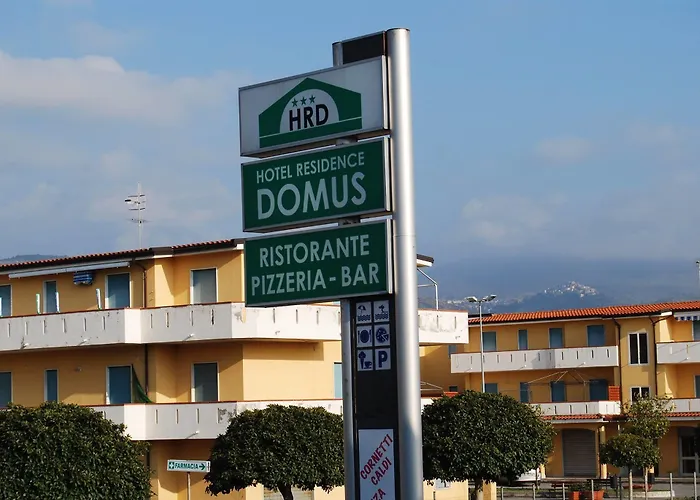 HRD
HOTEL RESIDENCE
DOMUS
RISTORANTE
PIZZERIA - BAR
P
CORNETTI
CALDI
FARMACIA